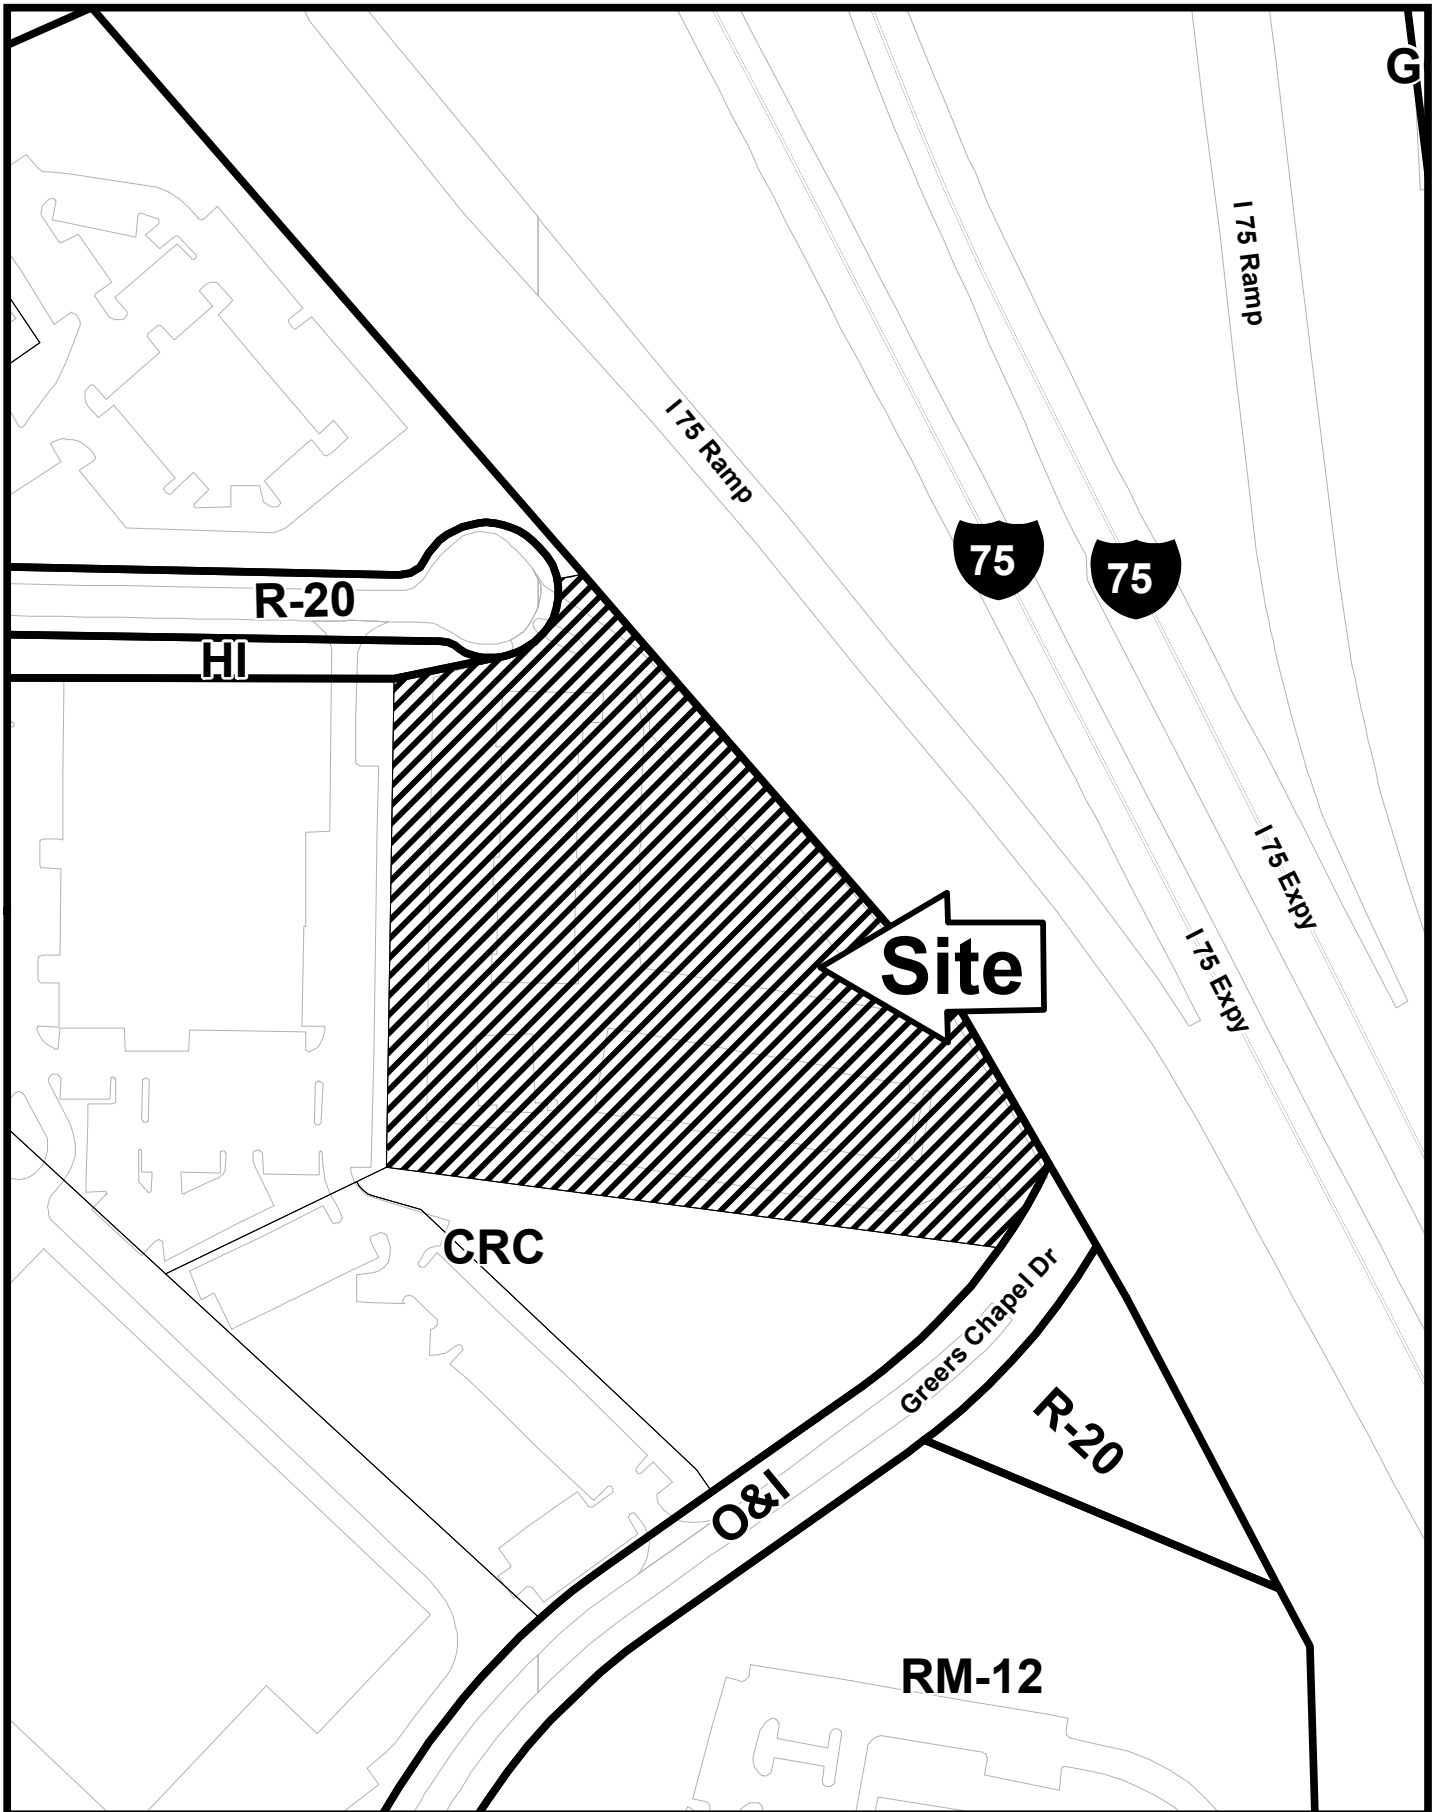 G
I 75 Ramp
I 75 Ramp
75
75
R-20
HI
I 75 Expy
Site
I 75 Expy
CRC
Greers Chapel Dr
R-20
O&I
RM-12